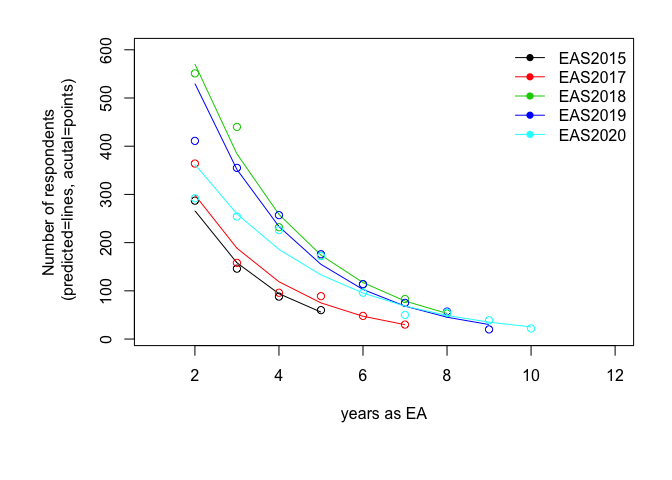 Number of respondents
(predicted=lines, acutal=points)
600
500
400
300
200
100
0
EAS2015
EAS2017
EAS2018
EAS2019
EAS2020
2
4
6
8
10
12
years as EA